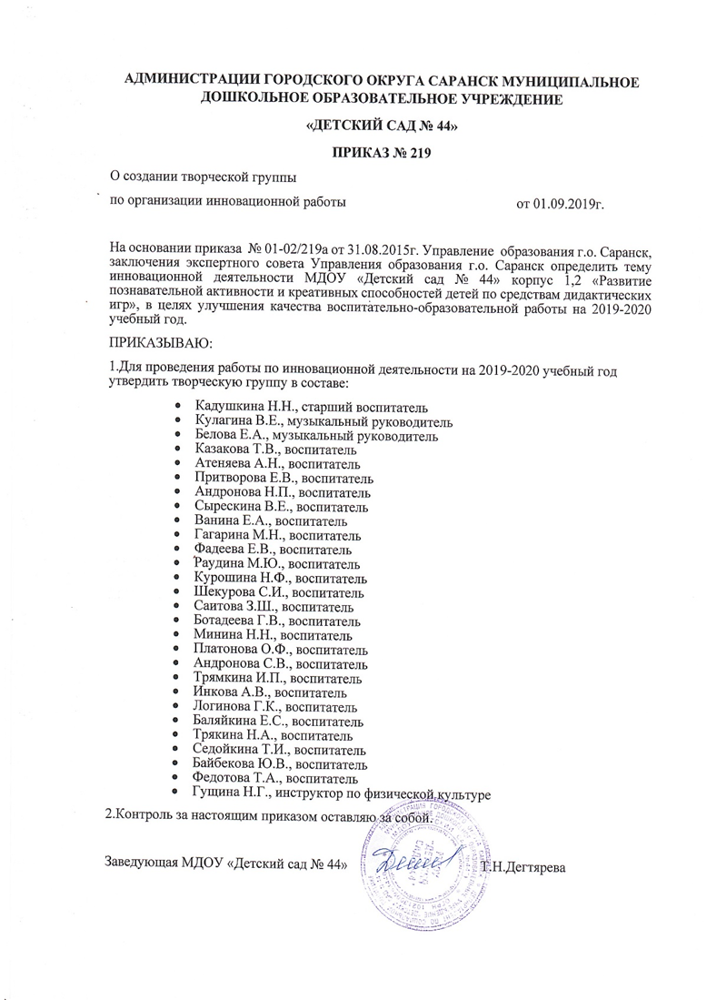 АДМИНИСТРАЦИИ ГОРОДСКОГО ОКРУГА САРАНСК МУНИЦИПАЛЬНОЕ
ДОШКОЛЬНОЕ ОБРАЗОВАТЕЛЬНОЕ УЧРЕЖДЕНИЕ
«ДЕТСКИЙ САД № 44»
ПРИКАЗ № 219
О создании творческой группы
по организации инновационной работы от 01.09.2019г.
На основании приказа № 01-02/219а от 31.08.2015г. Управление образования г.о. Саранск,
заключения экспертного совета Управления образования г.о. Саранск определить тему
инновационной деятельности МДОУ «Детский сад № 44» корпус 1,2 «Развитие
познавательной активности и креативных способностей детей по средствам дидактических
игр», в целях улучшения качества воспитательно-образовательной работы на 2019-2020
учебный год.
ПРИКАЗЫВАЮ:
1.Для проведения работы по инновационной деятельности на 2019-2020 учебный год
утвердить творческую группу в составе:
• Кадушкина Н.Н., старший воспитатель
• Кулагина В.Е., музыкальный руководитель
• Белова Е.А., музыкальный руководитель
• Казакова Т.В., воспитатель
• Атеняева А.Н., воспитатель
• Притворова Е.В., воспитатель
• Андронова Н.П., воспитатель
• Сырескина В.Е., воспитатель
• Ванина Е.А., воспитатель
• Гагарина М.Н., воспитатель
• Фадеева Е.В., воспитатель
• Раудина М.Ю., воспитатель
• Курошина Н.Ф., воспитатель
• Шекурова С.И., воспитатель
• Саитова З.Ш., воспитатель
• Ботадеева Г.В., воспитатель
• Минина Н.Н., воспитатель
• Платонова О.Ф., воспитатель
• Андронова С.В., воспитатель
• Трямкина И.П., воспитатель
• Инкова А.В., воспитатель
• Логинова Г.К., воспитатель
• Баляйкина Е.С., воспитатель
• Трякина Н.А., воспитатель
• Седойкина Т.И., воспитатель
• Байбекова Ю.В., воспитатель
• Федотова Т.А., воспитатель
• Гущина Н.Г., инструктор по физической культуре
2.Контроль за настоящим приказом оставляю за собой.
Заведующая МДОУ «Детский сад № 44» Т.Н.Дегтярева